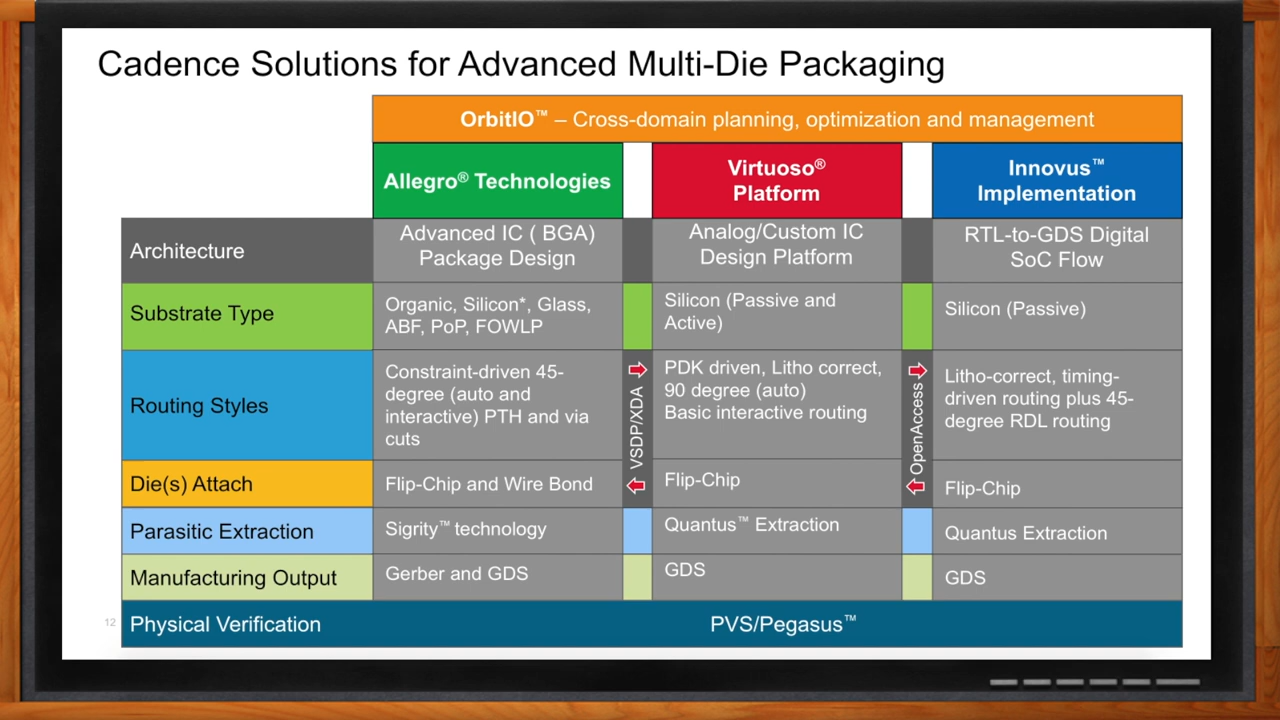 Cadence Solutions for Advanced Multi-Die Packaging
OrbitIO™ – Cross-domain planning, optimization and management
Allegro® Technologies
Virtuoso®
Platform
Innovus™
Implementation
Architecture
Advanced IC ( BGA)
Package Design
Analog/Custom IC
Design Platform
RTL-to-GDS Digital
SoC Flow
Substrate Type
Organic, Silicon*, Glass,
ABF, PoP, FOWLP
Silicon (Passive and
Active)
Silicon (Passive)
Routing Styles
Constraint-driven 45-
degree (auto and
interactive) PTH and via
cuts
VSDP/XDA
PDK driven, Litho correct,
90 degree (auto)
Basic interactive routing
OpenAccess
Litho-correct, timing-
driven routing plus 45-
degree RDL routing
Die(s) Attach
Flip-Chip and Wire Bond
Flip-Chip
Flip-Chip
Parasitic Extraction
Sigrity™ technology
Quantus™ Extraction
Quantus Extraction
Manufacturing Output
Gerber and GDS
GDS
GDS
12
Physical Verification
PVS/Pegasus™